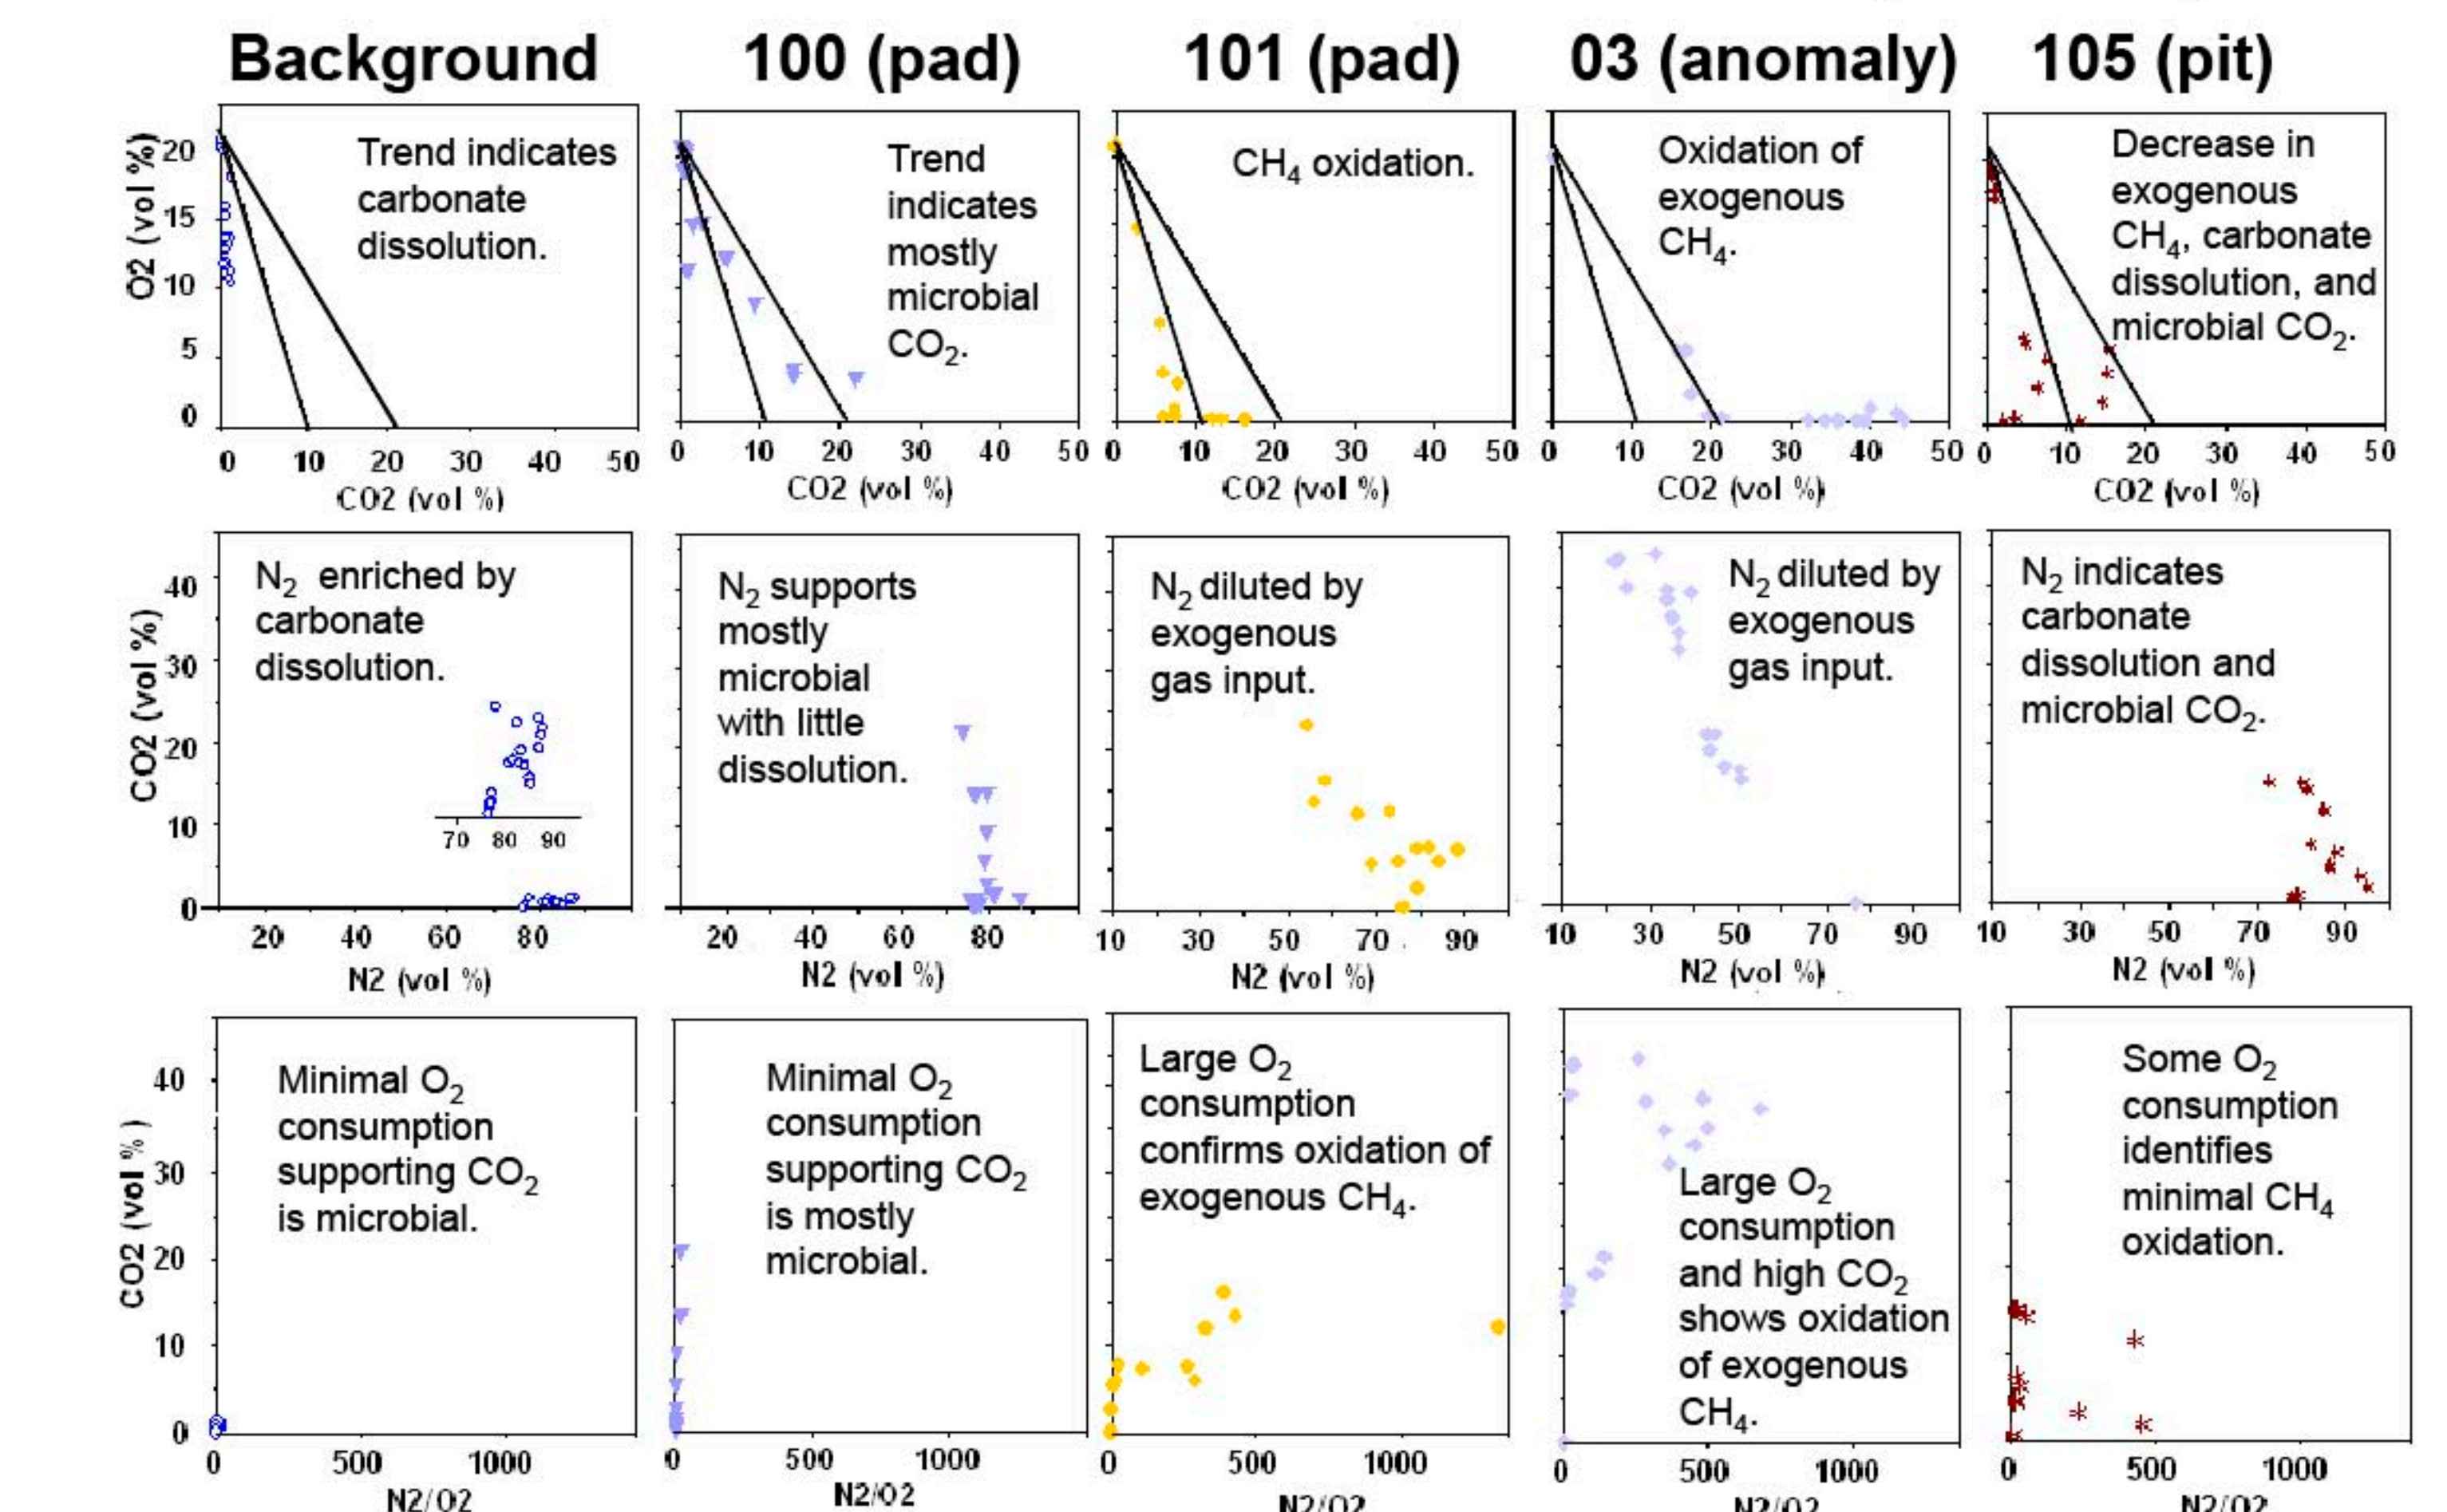 Background
100 (pad)
101 (pad)
03 (anomaly)
105 (pit)
O2 (vol %)
20
15
10
5
0
Trend indicates
carbonate
dissolution.
0 10 20 30 40 50
CO2 (vol %)
Trend
indicates
mostly
microbial
CO2.
0 10 20 30 40 50
CO2 (vol %)
CH4 oxidation.
0 10 20 30 40 50
CO2 (vol %)
Oxidation of
exogenous
CH4.
0 10 20 30 40 50
CO2 (vol %)
Decrease in
exogenous
CH4, carbonate
dissolution, and
microbial CO2.
0 10 20 30 40 50
CO2 (vol %)
CO2 (vol %)
40
30
20
10
0
N2 enriched by
carbonate
dissolution.
70 80 90
20 40 60 80
N2 (vol %)
N2 supports
mostly
microbial
with little
dissolution.
20 40 60 80
N2 (vol %)
N2 diluted by
exogenous
gas input.
10 30 50 70 90
N2 (vol %)
N2 diluted by
exogenous
gas input.
10 30 50 70 90
N2 (vol %)
N2 indicates
carbonate
dissolution and
microbial CO2.
10 30 50 70 90
N2 (vol %)
CO2 (vol %)
40
30
20
10
0
Minimal O2
consumption
supporting CO2
is microbial.
0 500 1000
N2/O2
Minimal O2
consumption
supporting CO2
is mostly
microbial.
0 500 1000
N2/O2
Large O2
consumption
confirms oxidation of
exogenous CH4.
0 500 1000
N2/O2
Large O2
consumption
and high CO2
shows oxidation
of exogenous
CH4.
0 500 1000
N2/O2
Some O2
consumption
identifies
minimal CH4
oxidation.
0 500 1000
N2/O2